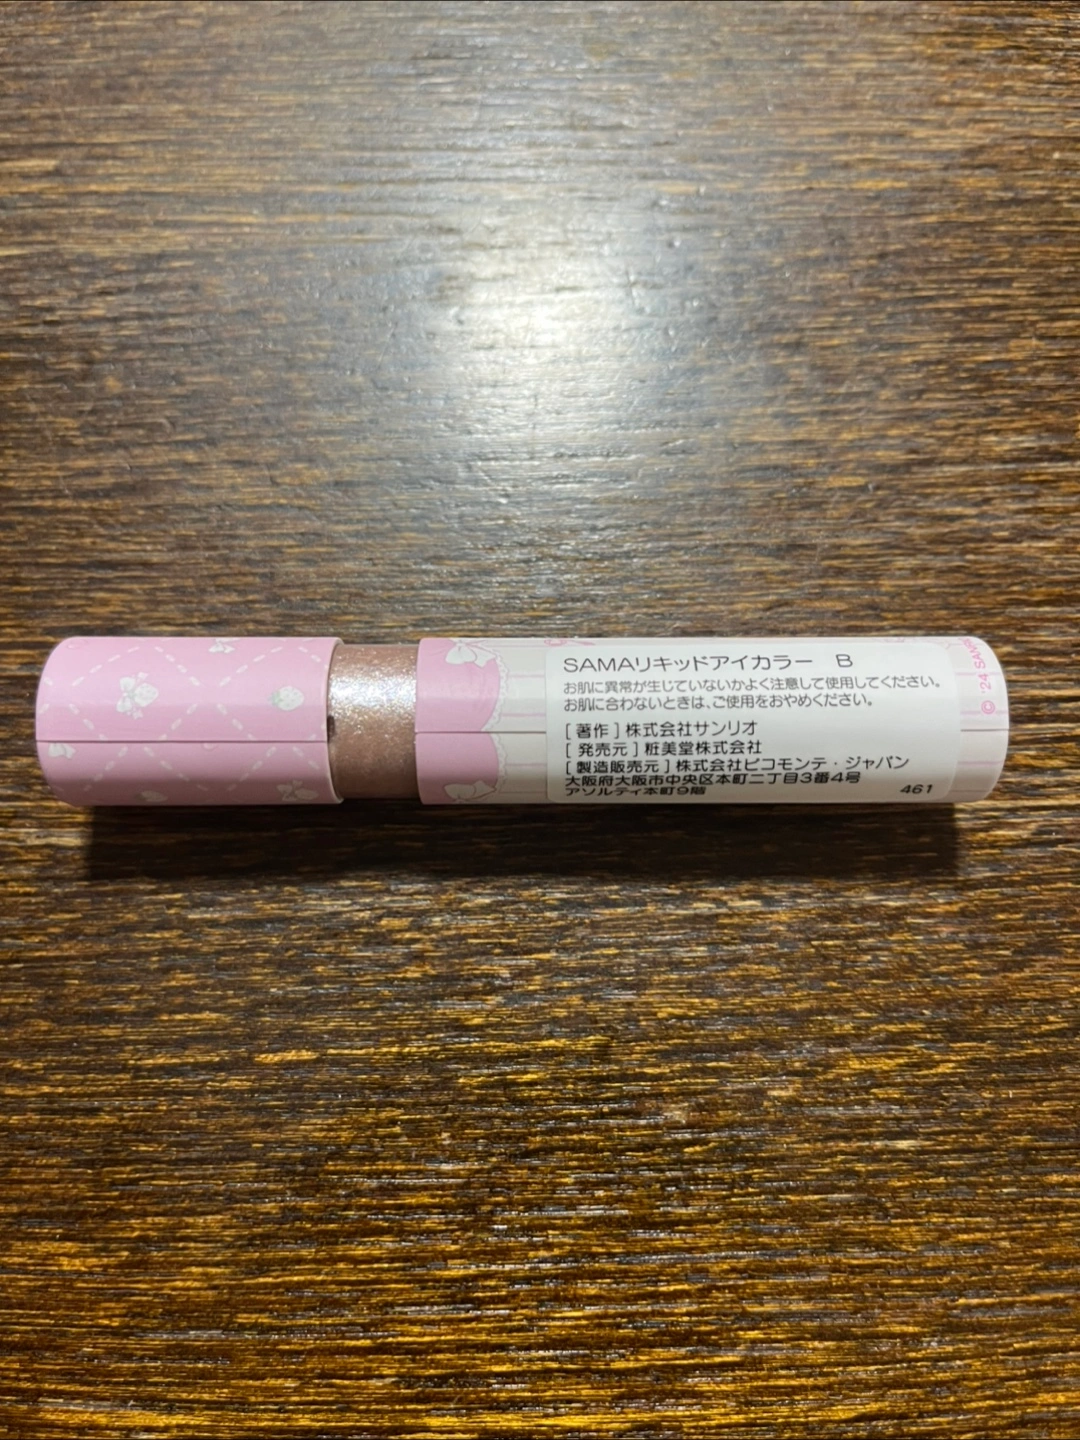 SAMAリキッドアイカラー　B
お肌に異常が生じていないかよく注意して使用してください。
お肌に合わないときは、ご使用をおやめください。
[ 著作 ] 株式会社サンリオ
[ 発売元 ] 粧美堂株式会社
[ 製造販売元 ] 株式会社ピコモンテ・ジャパン
大阪府大阪市中央区本町二丁目3番4号
アソルティ本町9階
461
© '24 SANR